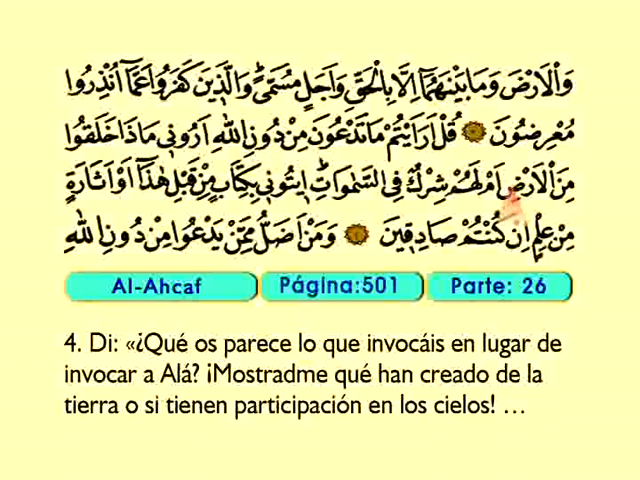 وَالْاَرْضَ وَمَا بَيْنَهُمَٓا اِلَّا بِالْحَقِّ وَاَجَلٍ مُسَمًّىۜ وَالَّذ۪ينَ كَفَرُوا عَمَّٓا اُنْذِرُوا
مُعْرِضُونَ قُلْ اَرَاَيْتُمْ مَا تَدْعُونَ مِنْ دُونِ اللّٰهِ اَرُون۪ي مَاذَا خَلَقُوا
مِنَ الْاَرْضِ اَمْ لَهُمْ شِرْكٌ فِي السَّمٰوَاتِۜ ا۪يتُون۪ي بِكِتَابٍ مِنْ قَبْلِ هٰذَٓا اَوْ اَثَارَةٍ
مِنْ عِلْمٍ اِنْ كُنْتُمْ صَادِق۪ينَ وَمَنْ اَضَلُّ مِمَّنْ يَدْعُوا مِنْ دُونِ اللّٰهِ
Al-Ahcaf Página:501 Parte: 26
4. Di: «¿Qué os parece lo que invocáis en lugar de
invocar a Alá? ¡Mostradme qué han creado de la
tierra o si tienen participación en los cielos! …